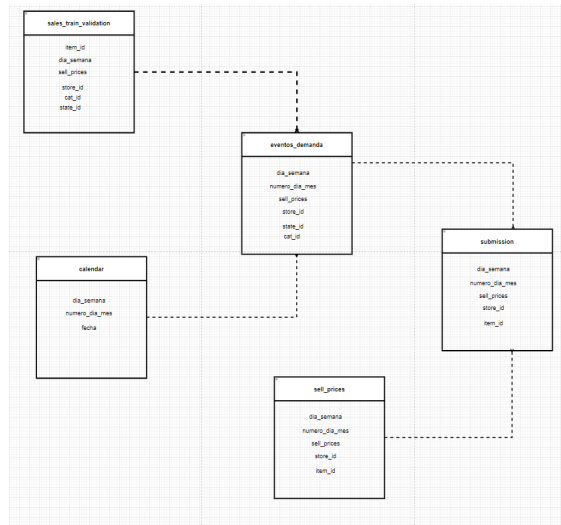 sales_train_validation
item_id
dia_semana
sell_prices
store_id
cat_id
state_id
eventos_demanda
dia_semana
numero_dia_mes
sell_prices
store_id
state_id
cat_id
submission
dia_semana
numero_dia_mes
sell_prices
store_id
item_id
calendar
dia_semana
numero_dia_mes
fecha
sell_prices
dia_semana
numero_dia_mes
sell_prices
store_id
item_id